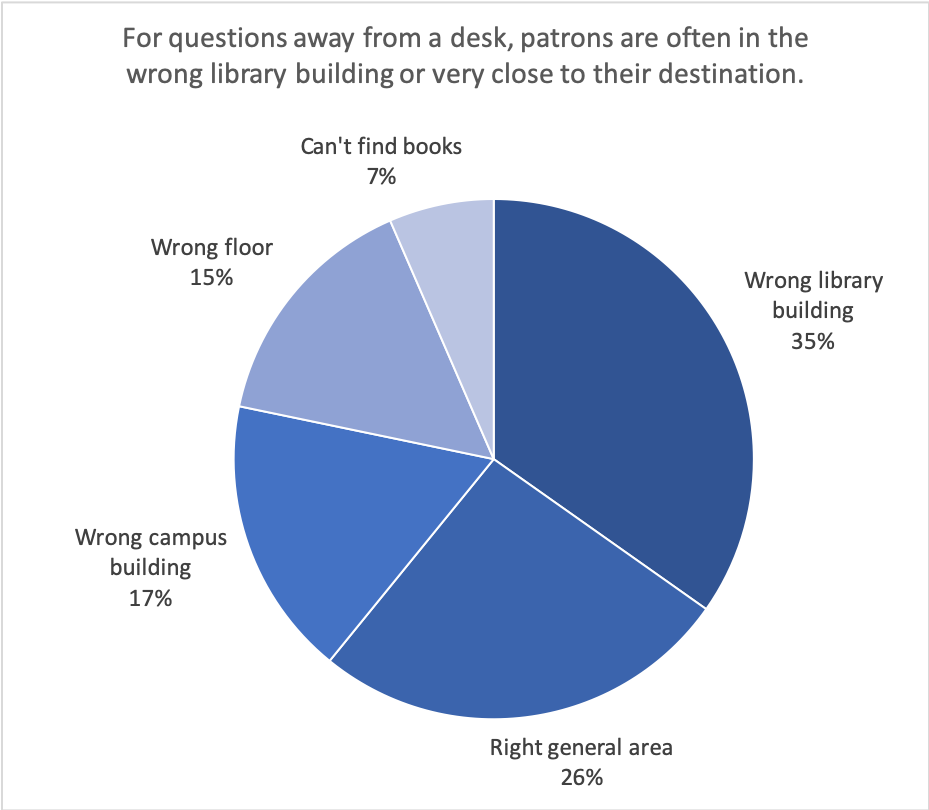 For questions away from a desk, patrons are often in the
wrong library building or very close to their destination.
Can't find books
7%
Wrong floor
15%
Wrong library
building
35%
Wrong campus
building
17%
Right general area
26%